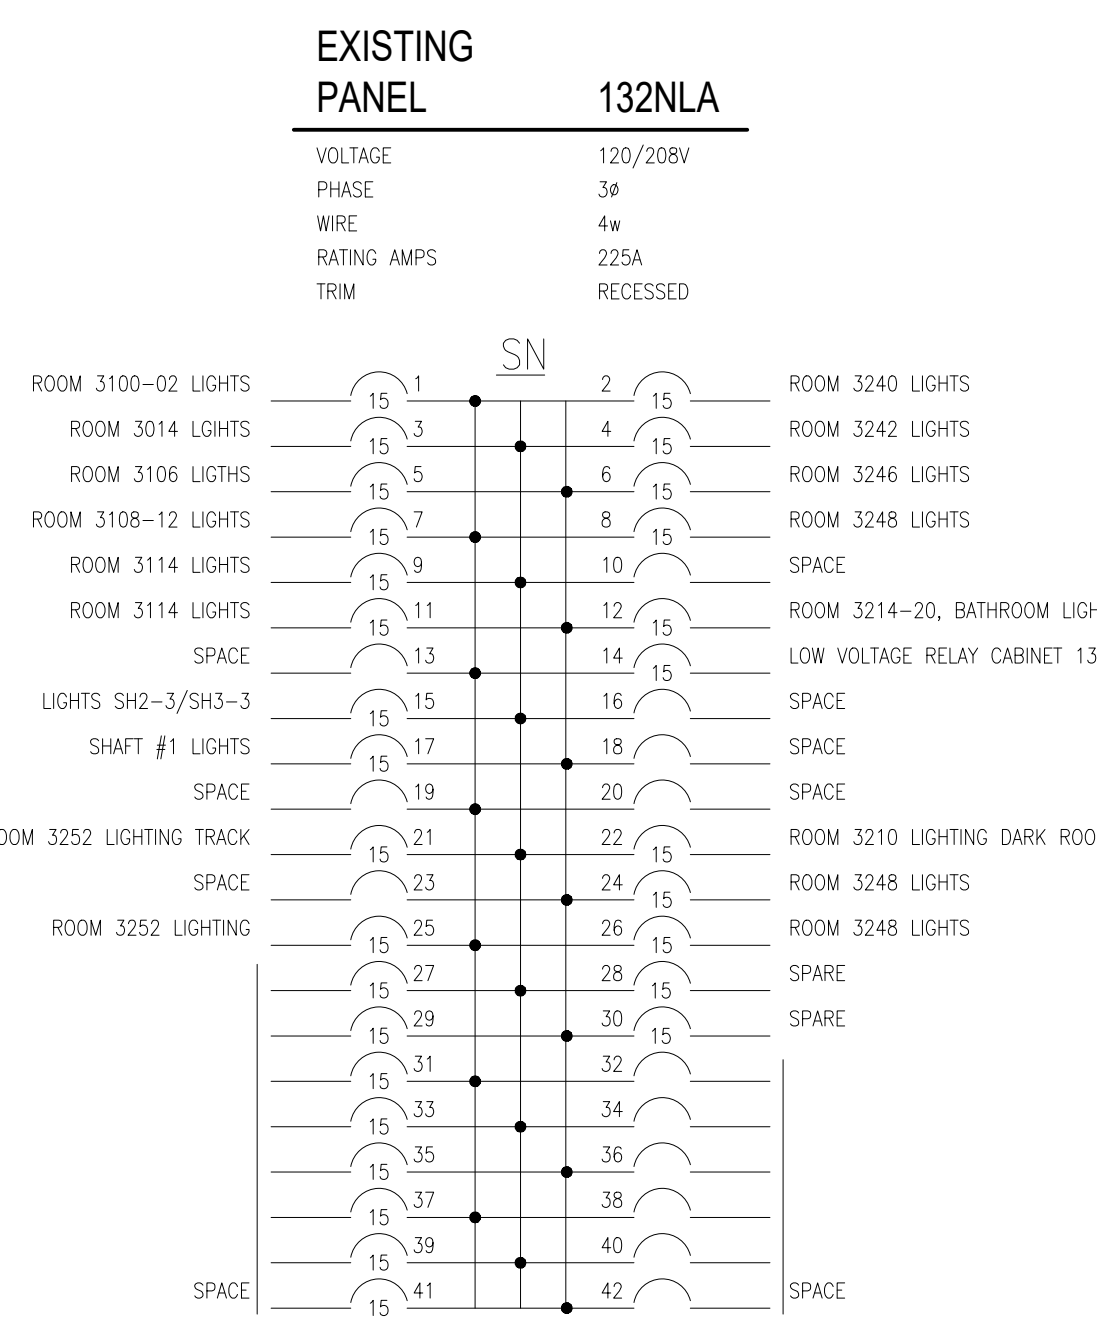 EXISTING
PANEL 132NLA
VOLTAGE 120/208V
PHASE 3ø
WIRE 4w
RATING AMPS 225A
TRIM RECESSED
SN
ROOM 3100-02 LIGHTS 15 1 2 15 ROOM 3240 LIGHTS
ROOM 3014 LGIHTS 15 3 4 15 ROOM 3242 LIGHTS
ROOM 3106 LIGTHS 15 5 6 15 ROOM 3246 LIGHTS
ROOM 3108-12 LIGHTS 15 7 8 15 ROOM 3248 LIGHTS
ROOM 3114 LIGHTS 15 9 10 SPACE
ROOM 3114 LIGHTS 15 11 12 15 ROOM 3214-20, BATHROOM LIGH
SPACE 13 14 15 LOW VOLTAGE RELAY CABINET 13
LIGHTS SH2-3/SH3-3 15 15 16 SPACE
SHAFT #1 LIGHTS 15 17 18 SPACE
SPACE 19 20 SPACE
OOM 3252 LIGHTING TRACK 15 21 22 15 ROOM 3210 LIGHTING DARK ROO
SPACE 23 24 15 ROOM 3248 LIGHTS
ROOM 3252 LIGHTING 15 25 26 15 ROOM 3248 LIGHTS
15 27 28 15 SPARE
15 29 30 15 SPARE
15 31 32
15 33 34
15 35 36
15 37 38
15 39 40
SPACE 15 41 42 SPACE